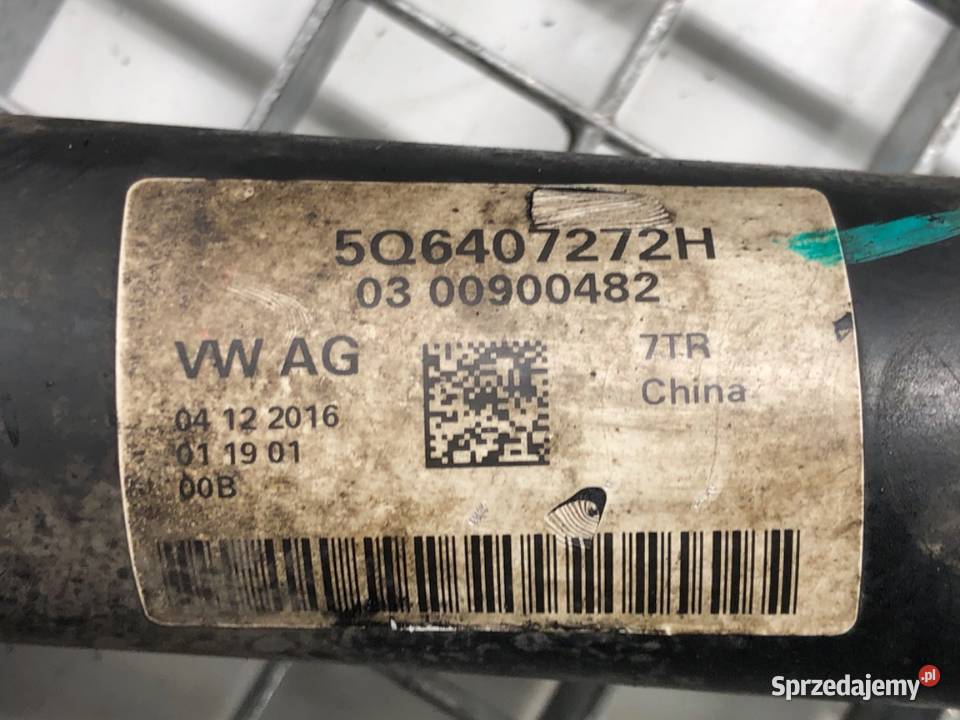 5Q6407272H
03 00900482
VW AG
7TR
China
04 12 2016
01 19 01
00B
Sprzedajemy.pl